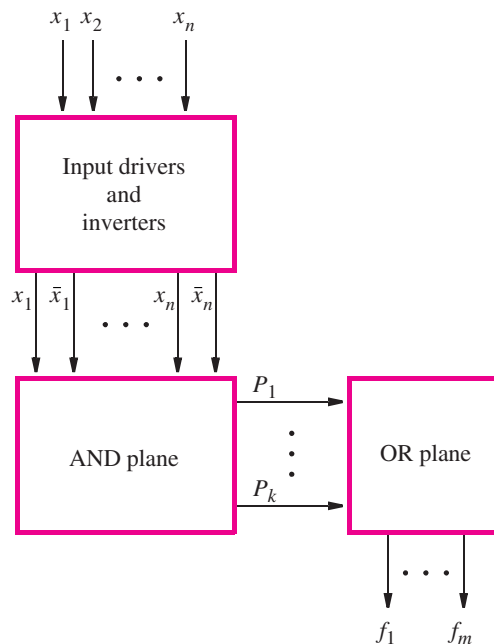 x₁ x₂ . . . xₙ
Input drivers
and
inverters
x₁ x̄₁ . . . xₙ x̄ₙ
P₁
AND plane
OR plane
Pₖ
f₁ . . . fₘ